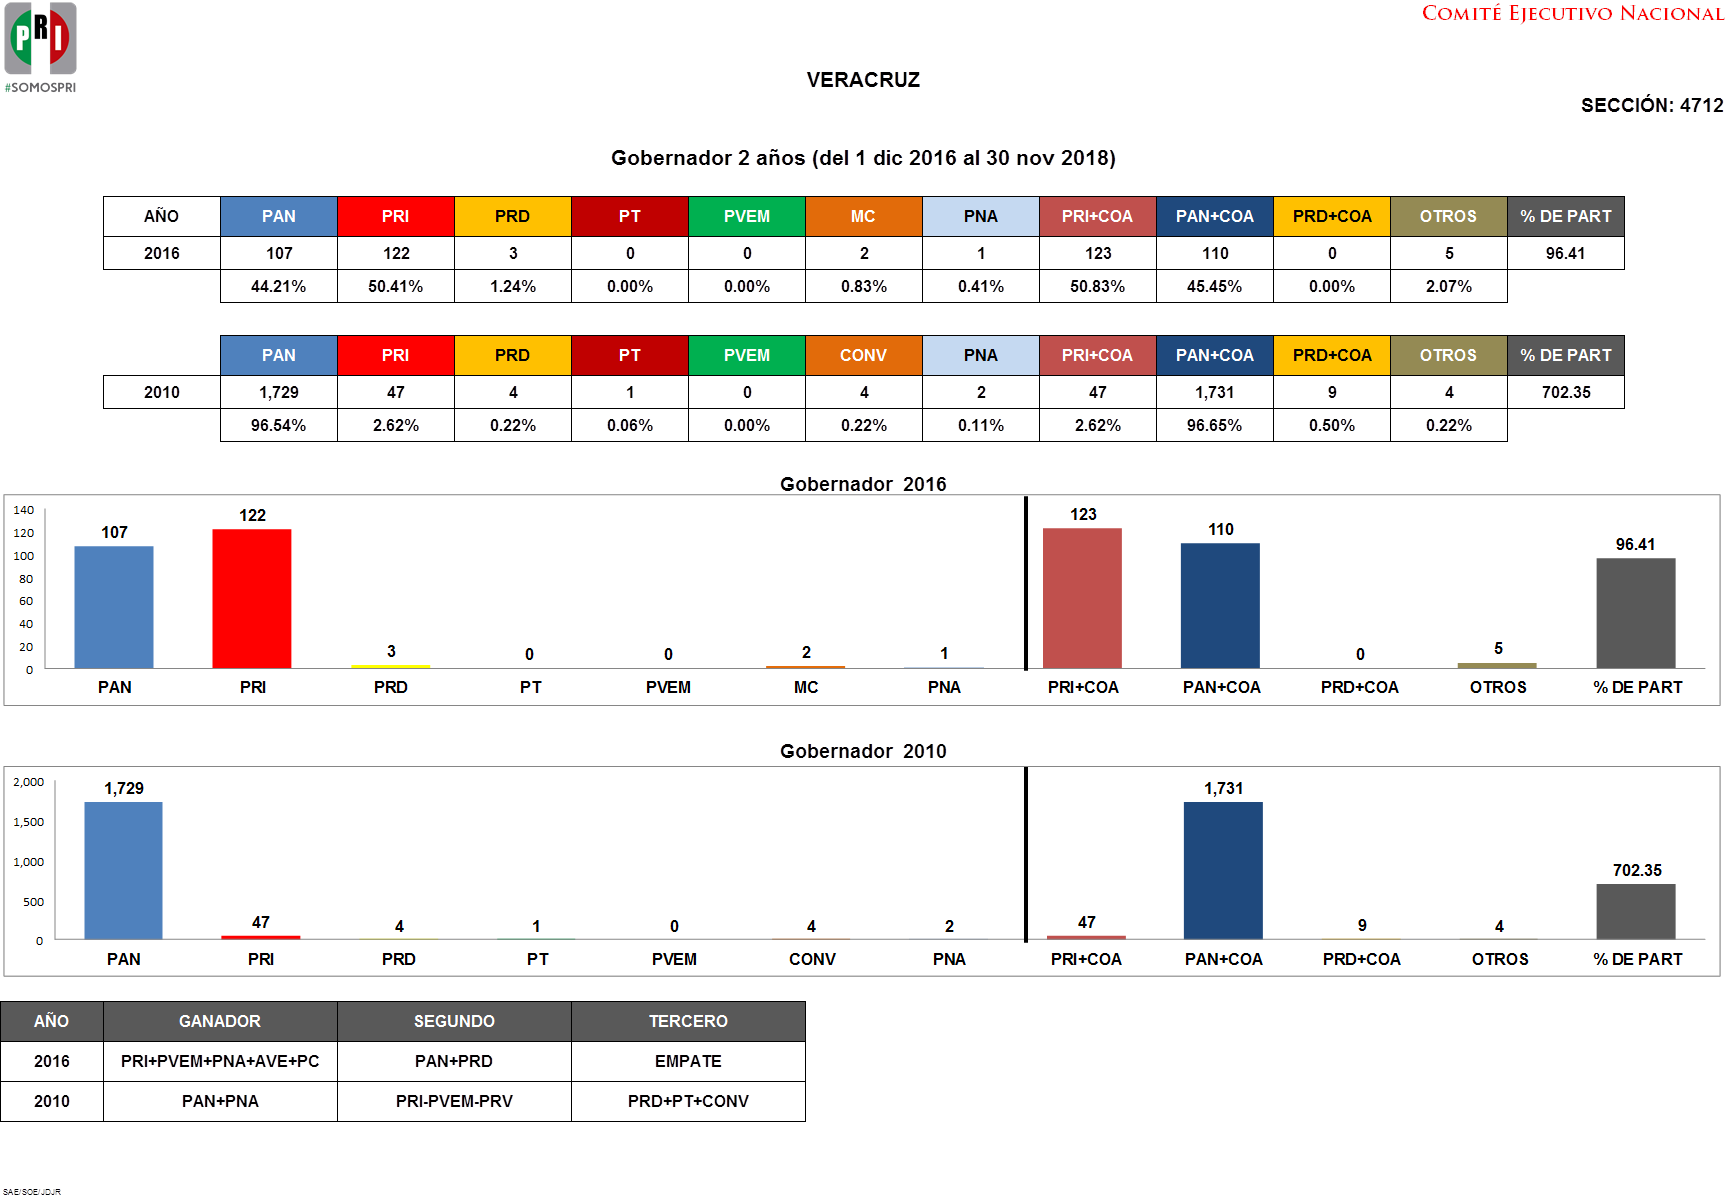 PRI
#SOMOSPRI
COMITÉ EJECUTIVO NACIONAL
VERACRUZ
SECCIÓN: 4712
Gobernador 2 años (del 1 dic 2016 al 30 nov 2018)
AÑO PAN PRI PRD PT PVEM MC PNA PRI+COA PAN+COA PRD+COA OTROS % DE PART
2016 107 122 3 0 0 2 1 123 110 0 5 96.41
44.21% 50.41% 1.24% 0.00% 0.00% 0.83% 0.41% 50.83% 45.45% 0.00% 2.07%
PAN PRI PRD PT PVEM CONV PNA PRI+COA PAN+COA PRD+COA OTROS % DE PART
2010 1,729 47 4 1 0 4 2 47 1,731 9 4 702.35
96.54% 2.62% 0.22% 0.06% 0.00% 0.22% 0.11% 2.62% 96.65% 0.50% 0.22%
Gobernador 2016
140
120
100
80
60
40
20
0
107 122 3 0 0 2 1 123 110 0 5 96.41
PAN PRI PRD PT PVEM MC PNA PRI+COA PAN+COA PRD+COA OTROS % DE PART
Gobernador 2010
2,000
1,500
1,000
500
0
1,729 47 4 1 0 4 2 47 1,731 9 4 702.35
PAN PRI PRD PT PVEM CONV PNA PRI+COA PAN+COA PRD+COA OTROS % DE PART
AÑO GANADOR SEGUNDO TERCERO
2016 PRI+PVEM+PNA+AVE+PC PAN+PRD EMPATE
2010 PAN+PNA PRI-PVEM-PRV PRD+PT+CONV
SAE/SOE/JDJR